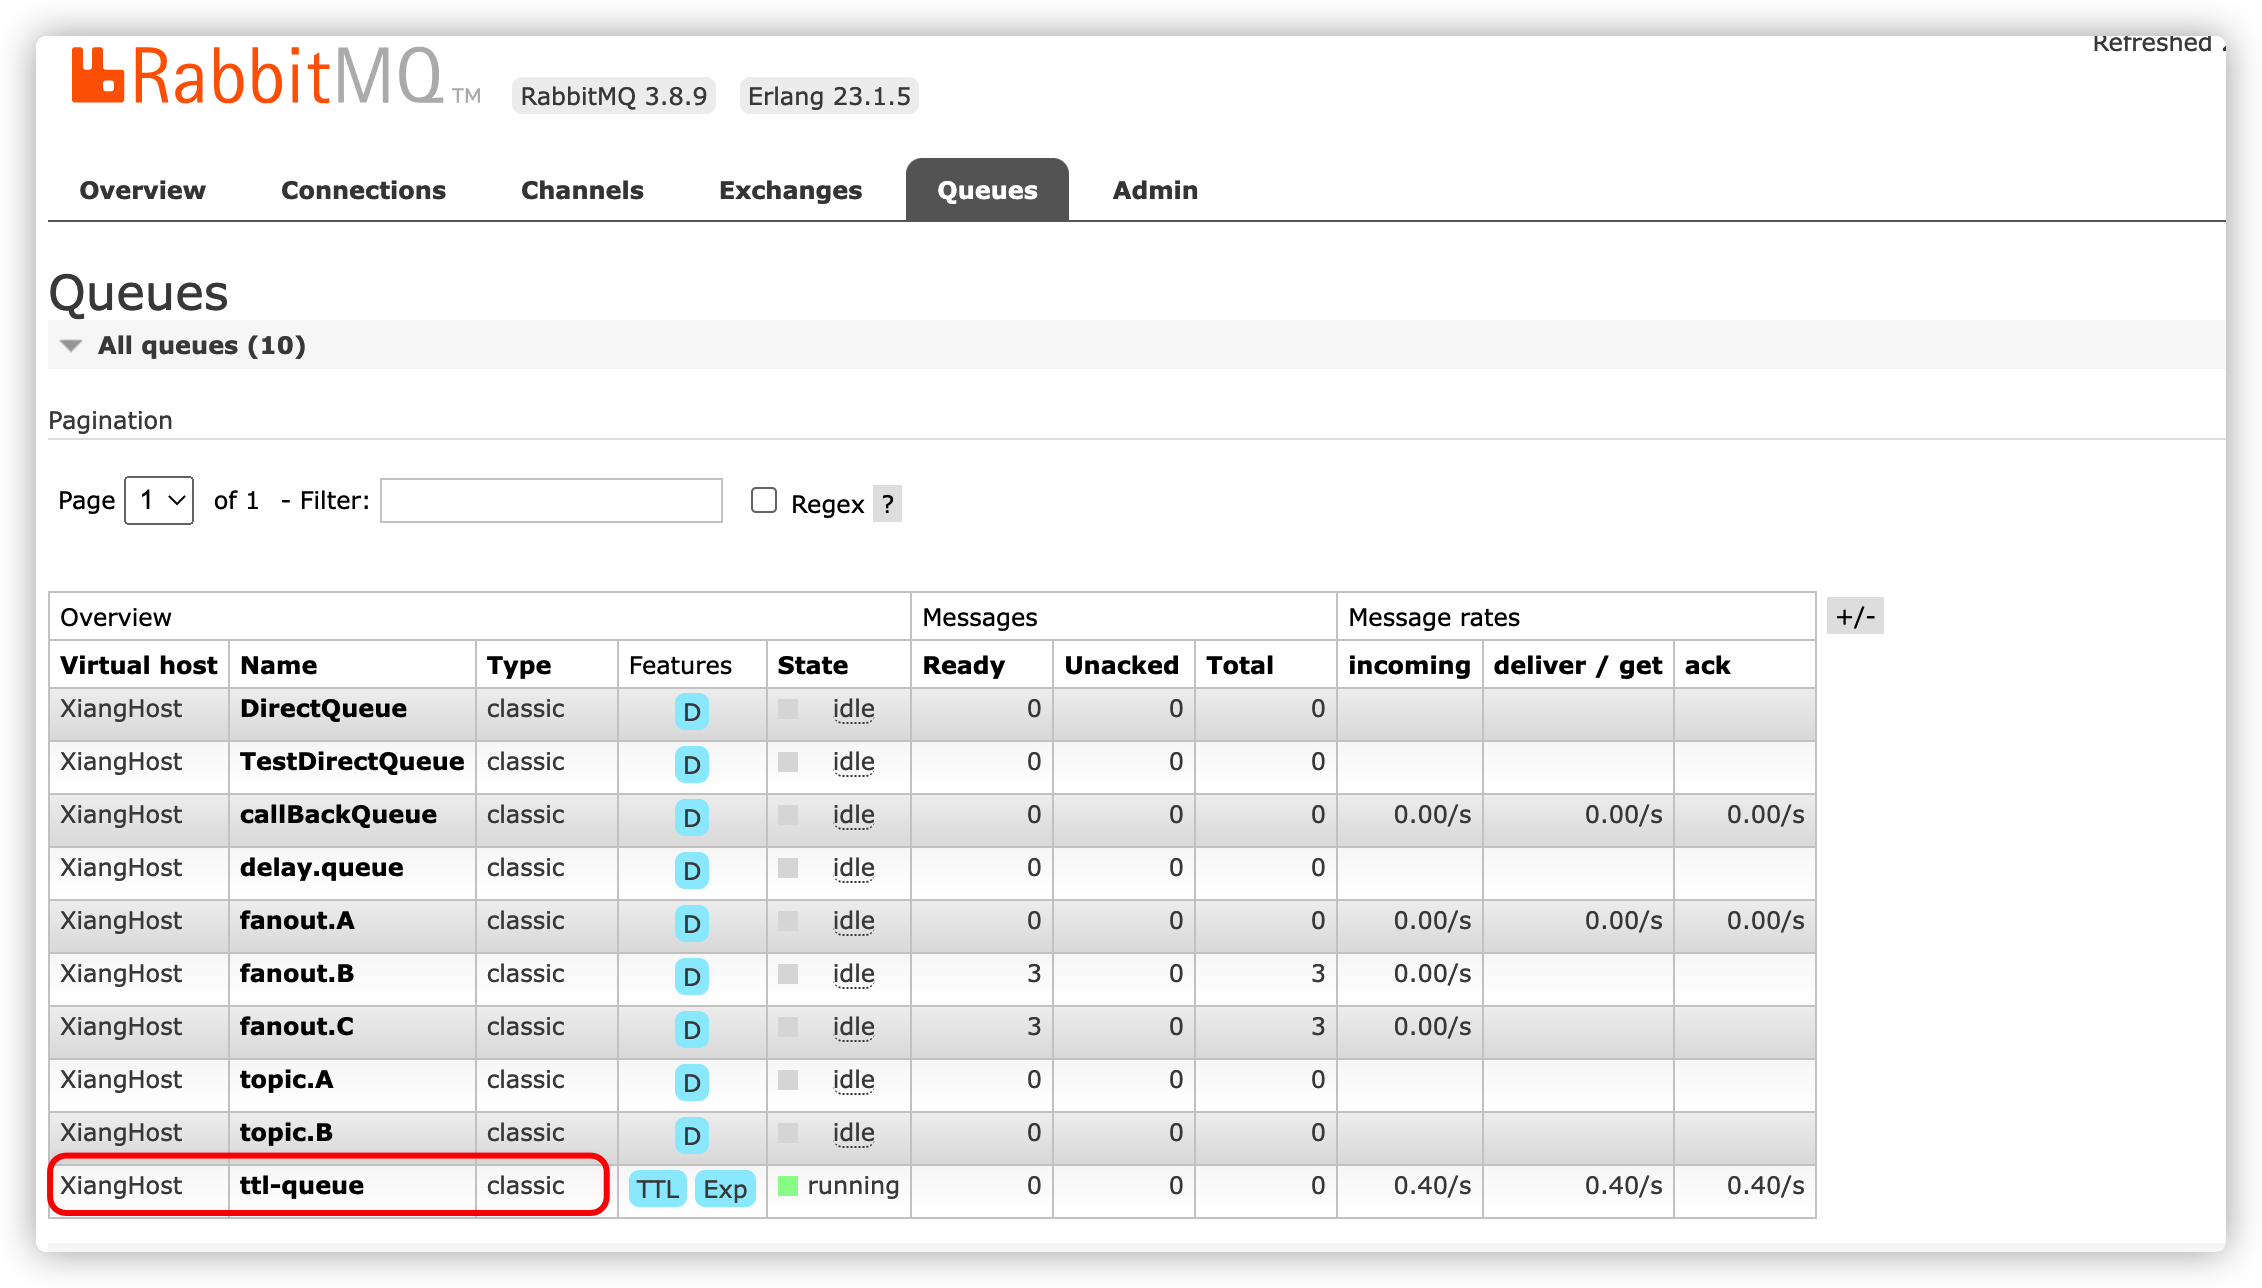 Refreshed
RabbitMQ TM RabbitMQ 3.8.9 Erlang 23.1.5
Overview Connections Channels Exchanges Queues Admin
Queues
All queues (10)
Pagination
Page 1 of 1 - Filter: Regex ?
Overview Messages Message rates +/-
Virtual host Name Type Features State Ready Unacked Total incoming deliver / get ack
XiangHost DirectQueue classic D idle 0 0 0
XiangHost TestDirectQueue classic D idle 0 0 0
XiangHost callBackQueue classic D idle 0 0 0 0.00/s 0.00/s 0.00/s
XiangHost delay.queue classic D idle 0 0 0
XiangHost fanout.A classic D idle 0 0 0 0.00/s 0.00/s 0.00/s
XiangHost fanout.B classic D idle 3 0 3 0.00/s
XiangHost fanout.C classic D idle 3 0 3 0.00/s
XiangHost topic.A classic D idle 0 0 0
XiangHost topic.B classic D idle 0 0 0
XiangHost ttl-queue classic TTL Exp running 0 0 0 0.40/s 0.40/s 0.40/s